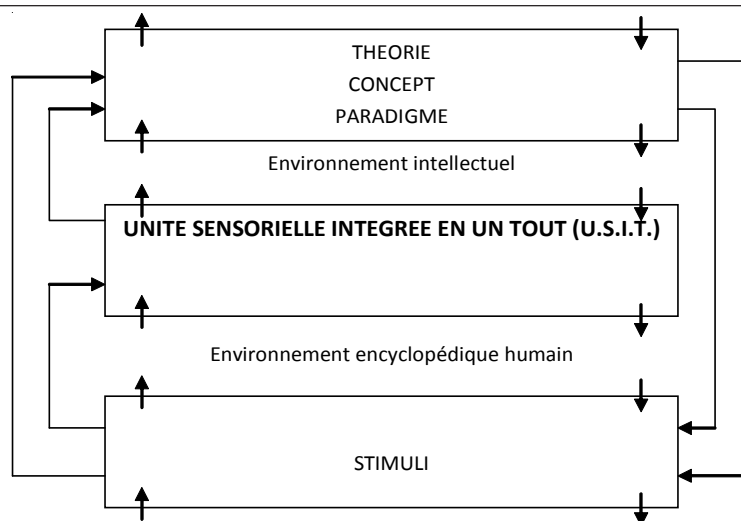 THEORIE
CONCEPT
PARADIGME
Environnement intellectuel
UNITE SENSORIELLE INTEGREE EN UN TOUT (U.S.I.T.)
Environnement encyclopédique humain
STIMULI